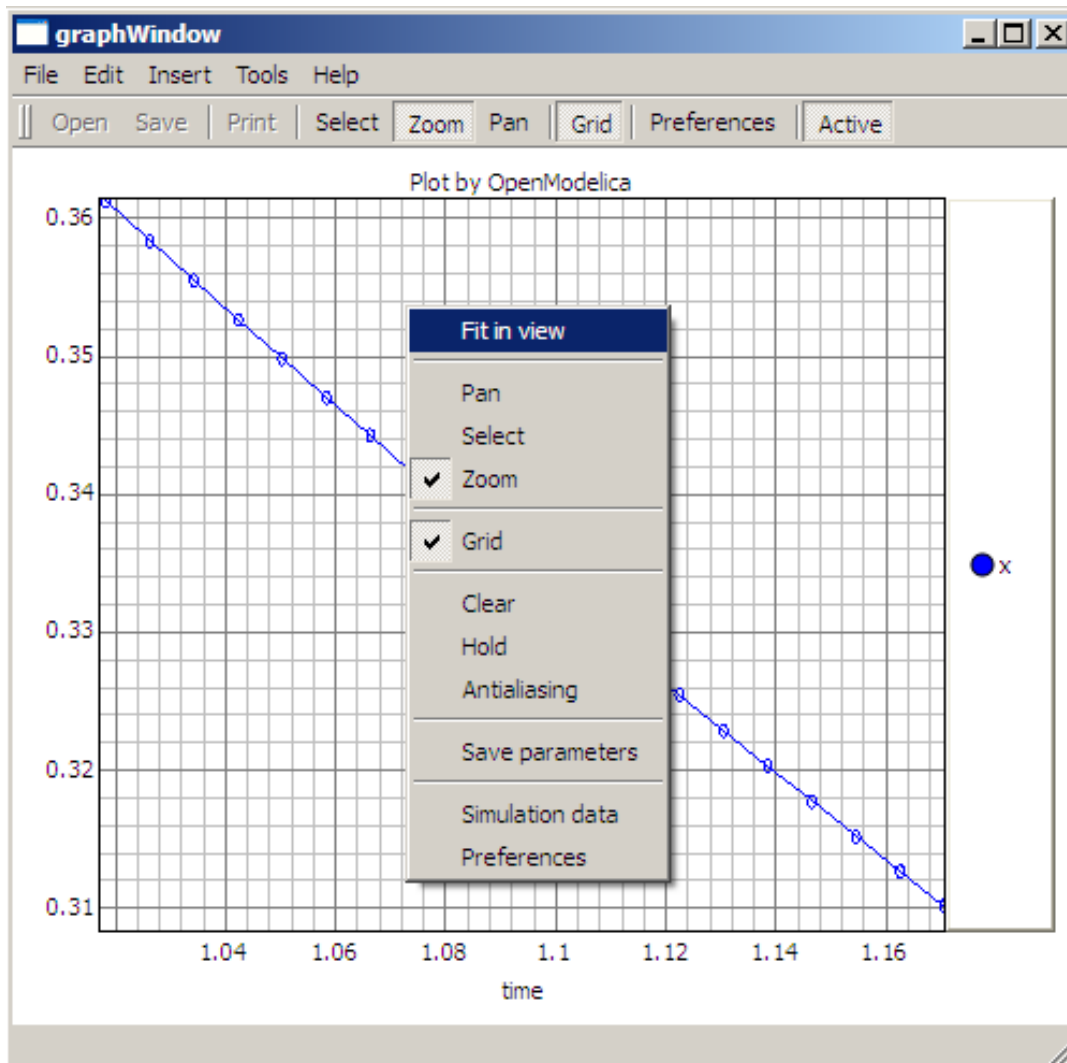 graphWindow
File Edit Insert Tools Help
Open Save Print Select Zoom Pan Grid Preferences Active
Plot by OpenModelica
0.36
0.35
0.34
0.33
0.32
0.31
Fit in view
Pan
Select
Zoom
Grid
Clear
Hold
Antialiasing
Save parameters
Simulation data
Preferences
x
1.04 1.06 1.08 1.1 1.12 1.14 1.16
time